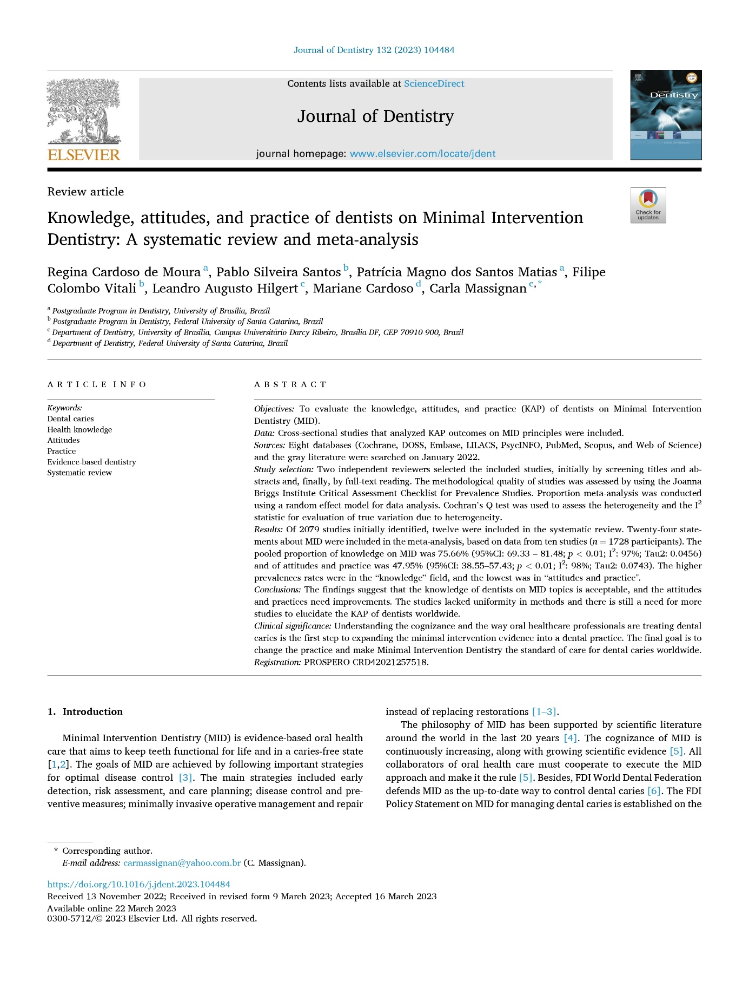 Journal of Dentistry 132 (2023) 104484
Contents lists available at ScienceDirect
Journal of Dentistry
journal homepage: www.elsevier.com/locate/jdent
ELSEVIER
Journal of
Dentistry
Review article
Check for
updates
Knowledge, attitudes, and practice of dentists on Minimal Intervention
Dentistry: A systematic review and meta-analysis
Regina Cardoso de Moura a, Pablo Silveira Santos b, Patrícia Magno dos Santos Matias a, Filipe
Colombo Vitali b, Leandro Augusto Hilgert c, Mariane Cardoso d, Carla Massignan c,*
a Postgraduate Program in Dentistry, University of Brasilia, Brazil
b Postgraduate Program in Dentistry, Federal University of Santa Catarina, Brazil
c Department of Dentistry, University of Brasilia, Campus Universitário Darcy Ribeiro, Brasília-DF, CEP 70910-900, Brazil
d Department of Dentistry, Federal University of Santa Catarina, Brazil
ARTICLE INFO
Keywords:
Dental caries
Health knowledge
Attitudes
Practice
Evidence-based dentistry
Systematic review
ABSTRACT
Objectives: To evaluate the knowledge, attitudes, and practice (KAP) of dentists on Minimal Intervention
Dentistry (MID).
Data: Cross-sectional studies that analyzed KAP outcomes on MID principles were included.
Sources: Eight databases (Cochrane, DOSS, Embase, LILACS, PsycINFO, PubMed, Scopus, and Web of Science)
and the gray literature were searched on January 2022.
Study selection: Two independent reviewers selected the included studies, initially by screening titles and ab-
stracts and, finally, by full-text reading. The methodological quality of studies was assessed by using the Joanna
Briggs Institute Critical Assessment Checklist for Prevalence Studies. Proportion meta-analysis was conducted
using a random effect model for data analysis. Cochran's Q test was used to assess the heterogeneity and the I²
statistic for evaluation of true variation due to heterogeneity.
Results: Of 2079 studies initially identified, twelve were included in the systematic review. Twenty-four state-
ments about MID were included in the meta-analysis, based on data from ten studies (n = 1728 participants). The
pooled proportion of knowledge on MID was 75.66% (95%CI: 69.33 – 81.48; p < 0.01; I²: 97%; Tau2: 0.0456)
and of attitudes and practice was 47.95% (95%CI: 38.55–57.43; p < 0.01; I²: 98%; Tau2: 0.0743). The higher
prevalences rates were in the “knowledge” field, and the lowest was in “attitudes and practice".
Conclusions: The findings suggest that the knowledge of dentists on MID topics is acceptable, and the attitudes
and practices need improvements. The studies lacked uniformity in methods and there is still a need for more
studies to elucidate the KAP of dentists worldwide.
Clinical significance: Understanding the cognizance and the way oral healthcare professionals are treating dental
caries is the first step to expanding the minimal intervention evidence into a dental practice. The final goal is to
change the practice and make Minimal Intervention Dentistry the standard of care for dental caries worldwide.
Registration: PROSPERO CRD42021257518.
1. Introduction
Minimal Intervention Dentistry (MID) is evidence-based oral health
care that aims to keep teeth functional for life and in a caries-free state
[1,2]. The goals of MID are achieved by following important strategies
for optimal disease control [3]. The main strategies included early
detection, risk assessment, and care planning; disease control and pre-
ventive measures; minimally invasive operative management and repair
instead of replacing restorations [1–3].
The philosophy of MID has been supported by scientific literature
around the world in the last 20 years [4]. The cognizance of MID is
continuously increasing, along with growing scientific evidence [5]. All
collaborators of oral health care must cooperate to execute the MID
approach and make it the rule [5]. Besides, FDI World Dental Federation
defends MID as the up-to-date way to control dental caries [6]. The FDI
Policy Statement on MID for managing dental caries is established on the
* Corresponding author.
E-mail address: carmassignan@yahoo.com.br (C. Massignan).
https://doi.org/10.1016/j.jdent.2023.104484
Received 13 November 2022; Received in revised form 9 March 2023; Accepted 16 March 2023
Available online 22 March 2023
0300-5712/© 2023 Elsevier Ltd. All rights reserved.